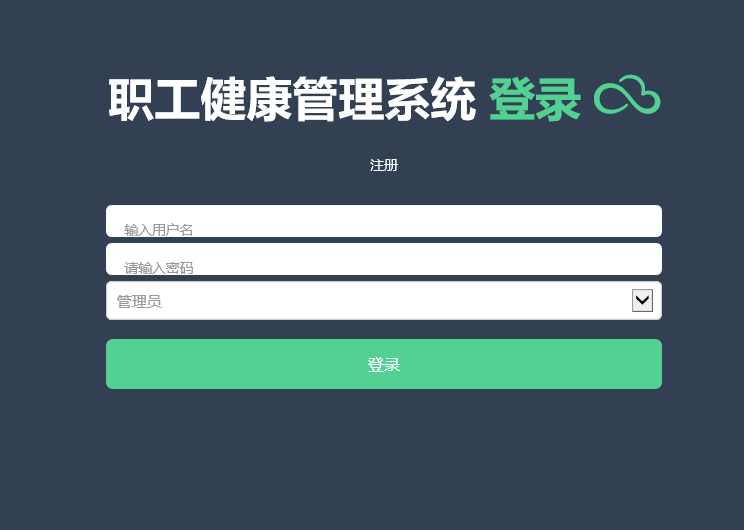 职工健康管理系统 登录
注册
输入用户名
请输入密码
管理员
登录